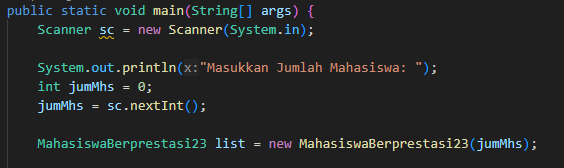 public static void main(String[] args) {
Scanner sc = new Scanner(System.in);
System.out.println(x:"Masukkan Jumlah Mahasiswa: ");
int jumMhs = 0;
jumMhs = sc.nextInt();
MahasiswaBerprestasi23 list = new MahasiswaBerprestasi23(jumMhs);